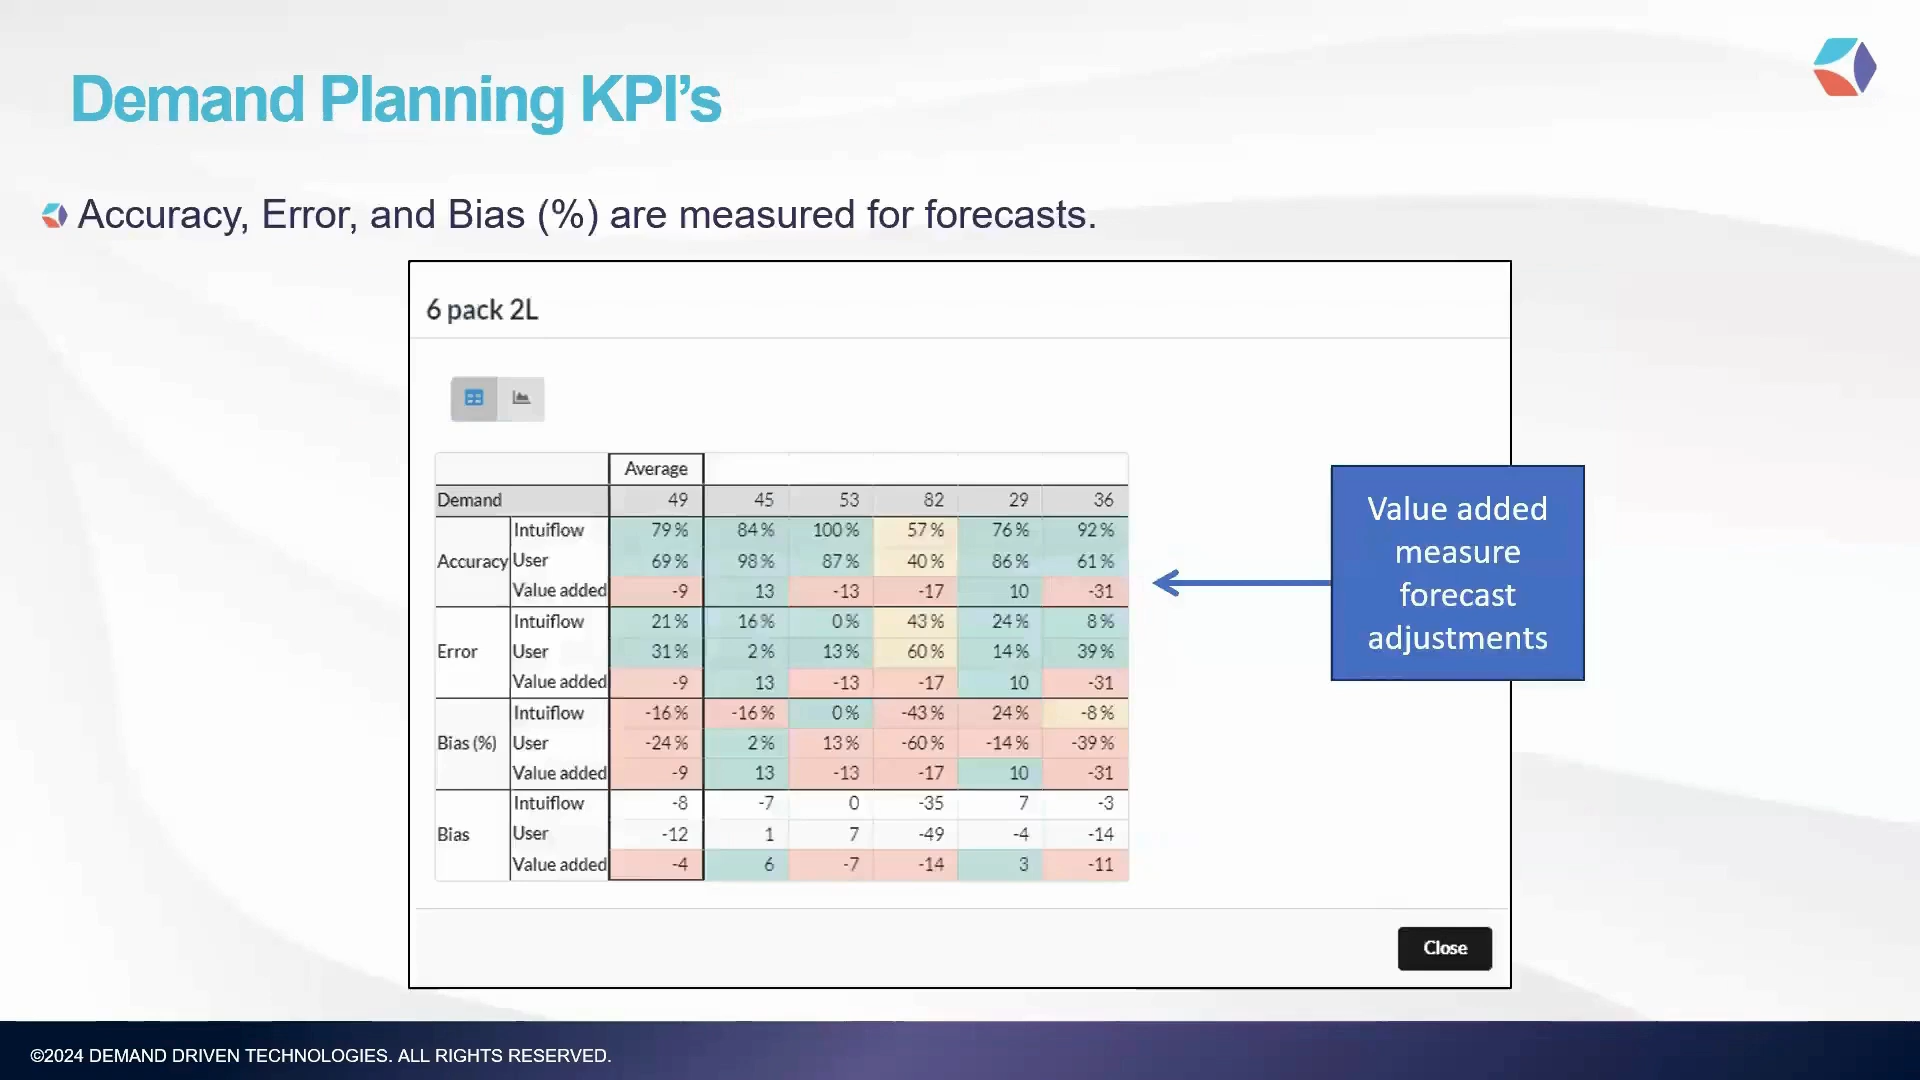 Demand Planning KPI’s
Accuracy, Error, and Bias (%) are measured for forecasts.
6 pack 2L
Average
Demand 49 45 53 82 29 36
Accuracy
Intuiflow 79% 84% 100% 57% 76% 92%
User 69% 98% 87% 40% 86% 61%
Value added -9 13 -13 -17 10 -31
Error
Intuiflow 21% 16% 0% 43% 24% 8%
User 31% 2% 13% 60% 14% 39%
Value added -9 13 -13 -17 10 -31
Bias (%)
Intuiflow -16% -16% 0% -43% 24% -8%
User -24% 2% 13% -60% -14% -39%
Value added -9 13 -13 -17 10 -31
Bias
Intuiflow -8 -7 0 -35 7 -3
User -12 1 7 -49 -4 -14
Value added -4 6 -7 -14 3 -11
Value added
measure
forecast
adjustments
Close
©2024 DEMAND DRIVEN TECHNOLOGIES. ALL RIGHTS RESERVED.